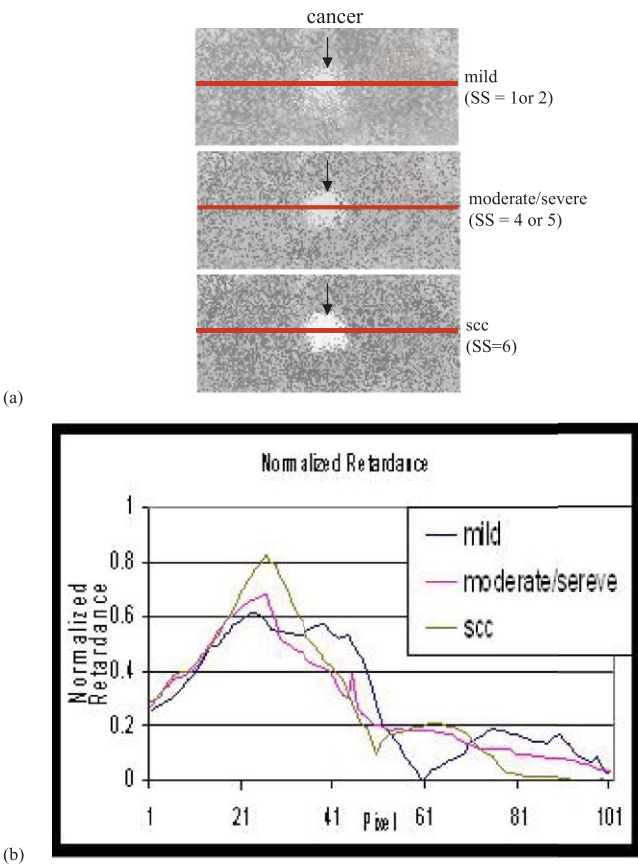 cancer
mild
(SS = 1or 2)
moderate/severe
(SS = 4 or 5)
scc
(SS=6)
(a)
Normalized Retardance
1
0.8
0.6
0.4
0.2
0
Normalized
Retardance
mild
moderate/sereve
scc
1 21 41 61 81 101
Pixel
(b)